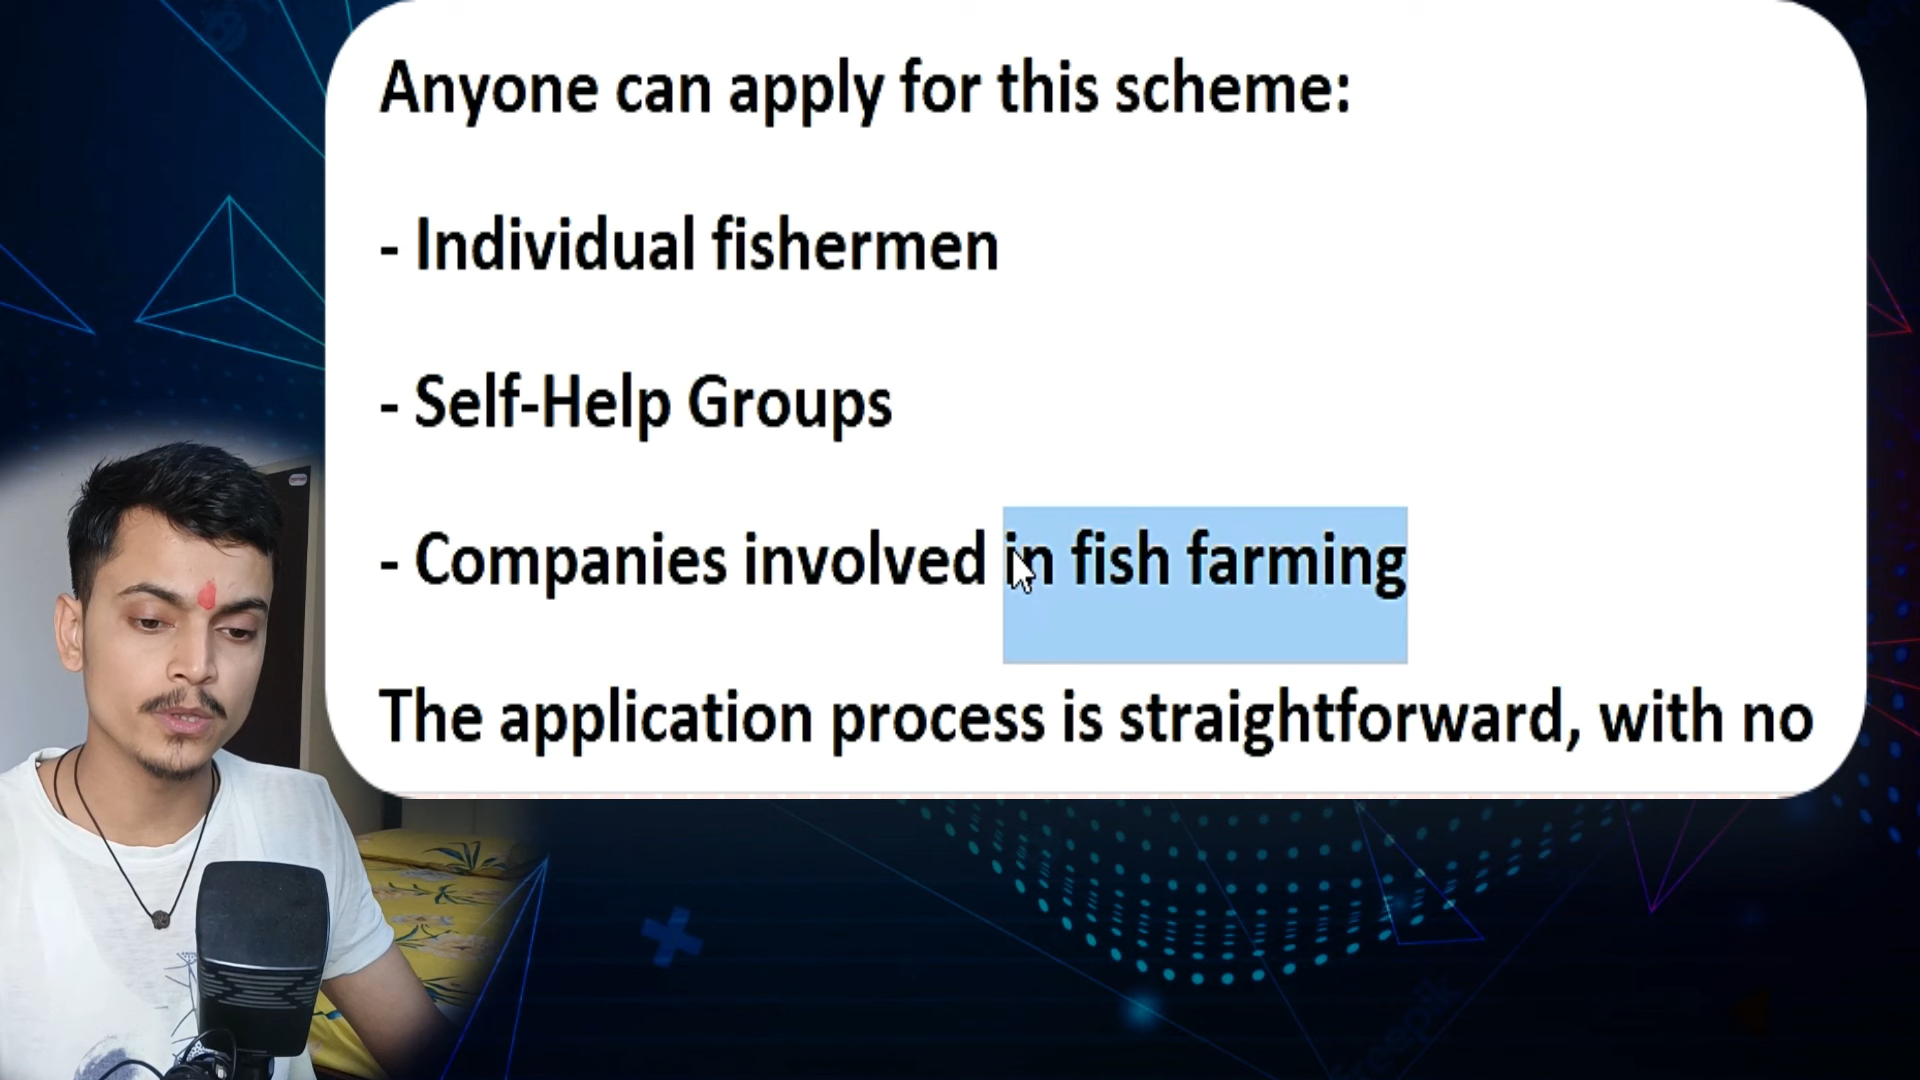 Anyone can apply for this scheme:
- Individual fishermen
- Self-Help Groups
- Companies involved in fish farming
The application process is straightforward, with no